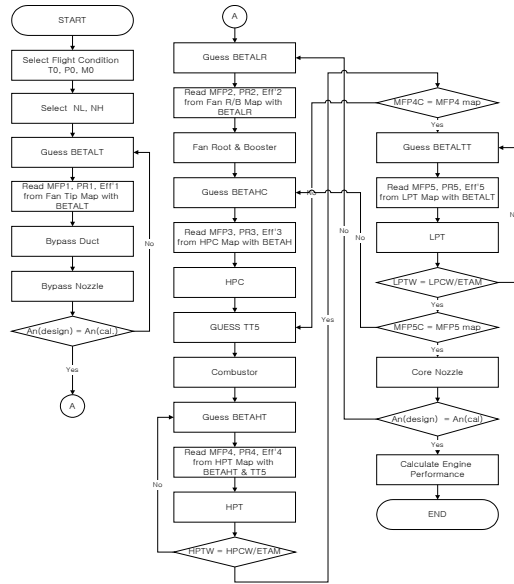 START
Select Flight Condition
T0, P0, M0
Select NL, NH
Guess BETALT
Read MFP1, PR1, Eff'1
from Fan Tip Map with
BETALT
Bypass Duct
No
Bypass Nozzle
An(design) = An(cal.)
Yes
A
A
Guess BETALR
Read MFP2, PR2, Eff'2
from Fan R/B Map with
BETALR
Fan Root & Booster
Guess BETAHC
Read MFP3, PR3, Eff'3
from HPC Map with BETAH
HPC
GUESS TT5
Combustor
Guess BETAHT
Read MFP4, PR4, Eff'4
from HPT Map with
BETAHT & TT5
No
HPT
HPTW = HPCW/ETAM
Yes
MFP4C = MFP4 map
Yes
No
Guess BETALTT
Read MFP5, PR5, Eff'5
from LPT Map with BETALT
No
No
LPT
LPTW = LPCW/ETAM
Yes
MFP5C = MFP5 map
Yes
Core Nozzle
An(design) = An(cal)
Yes
Calculate Engine
Performance
END